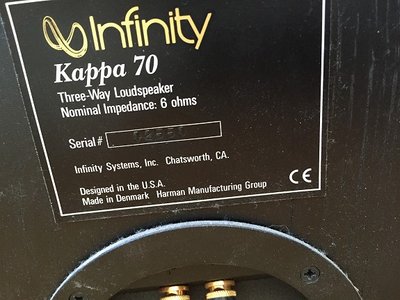 Infinity
Kappa 70
Three-Way Loudspeaker
Nominal Impedance: 6 ohms
Serial#
Infinity Systems, Inc. Chatsworth, CA.
Designed in the U.S.A.
Made in Denmark Harman Manufacturing Group
CE